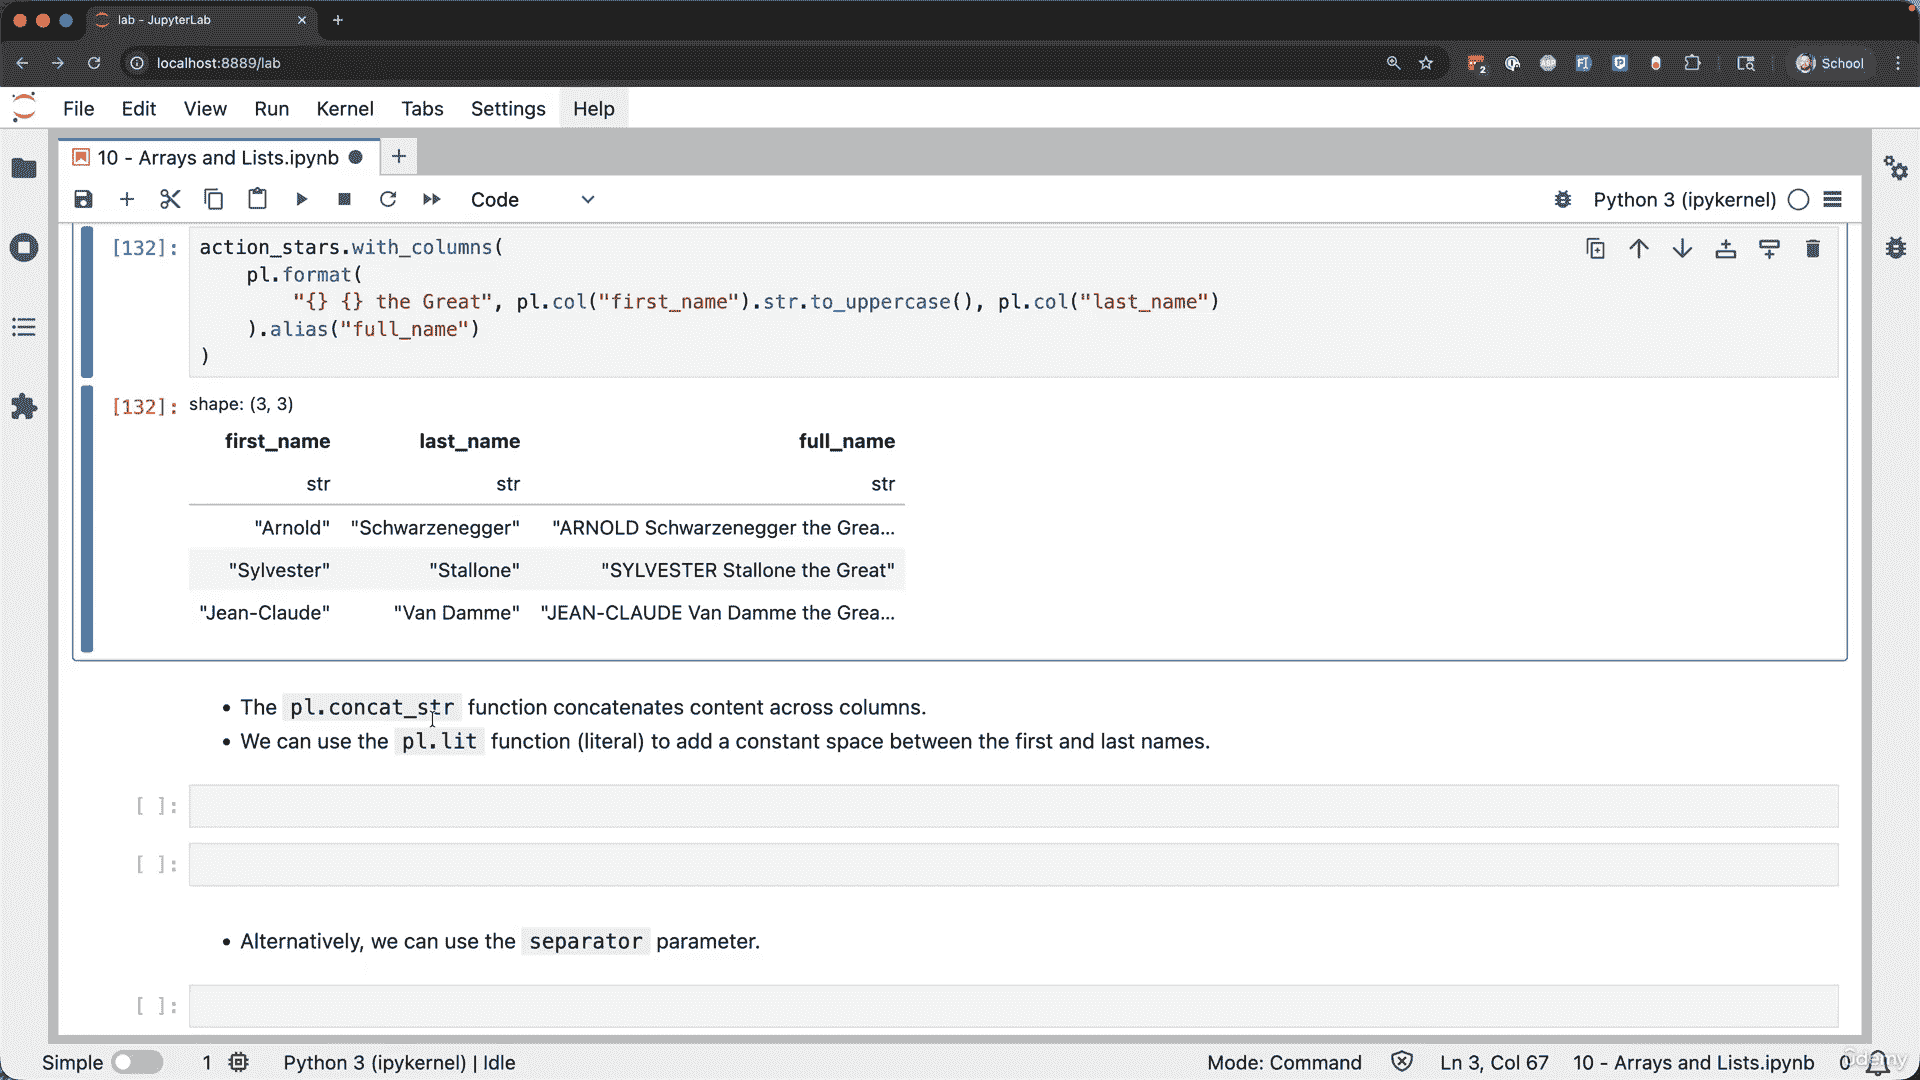 lab - JupyterLab
localhost:8889/lab
2
School
File Edit View Run Kernel Tabs Settings Help
10 - Arrays and Lists.ipynb
Code
Python 3 (ipykernel)
[132]: action_stars.with_columns(
pl.format(
"{} {} the Great", pl.col("first_name").str.to_uppercase(), pl.col("last_name")
).alias("full_name")
)
[132]: shape: (3, 3)
first_name last_name full_name
str str str
"Arnold" "Schwarzenegger" "ARNOLD Schwarzenegger the Grea...
"Sylvester" "Stallone" "SYLVESTER Stallone the Great"
"Jean-Claude" "Van Damme" "JEAN-CLAUDE Van Damme the Grea...
• The pl.concat_str function concatenates content across columns.
• We can use the pl.lit function (literal) to add a constant space between the first and last names.
[ ]:
[ ]:
• Alternatively, we can use the separator parameter.
[ ]:
Simple 1 Python 3 (ipykernel) | Idle Mode: Command Ln 3, Col 67 10 - Arrays and Lists.ipynb 0
Udemy